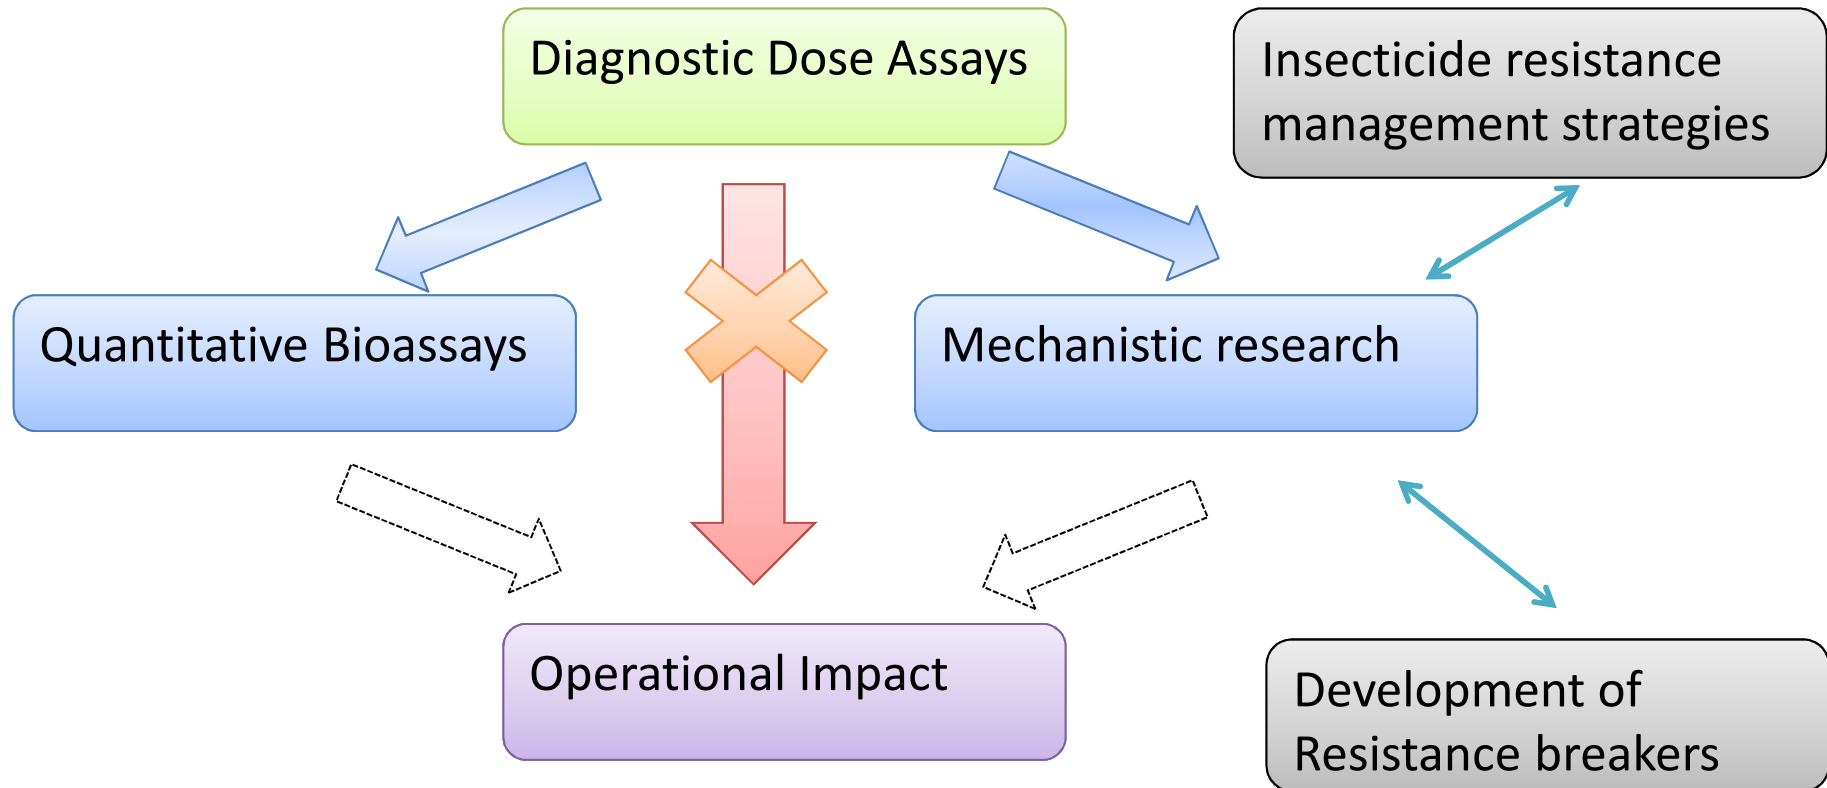 Diagnostic Dose Assays
Insecticide resistance
management strategies
Quantitative Bioassays
Mechanistic research
Operational Impact
Development of
Resistance breakers